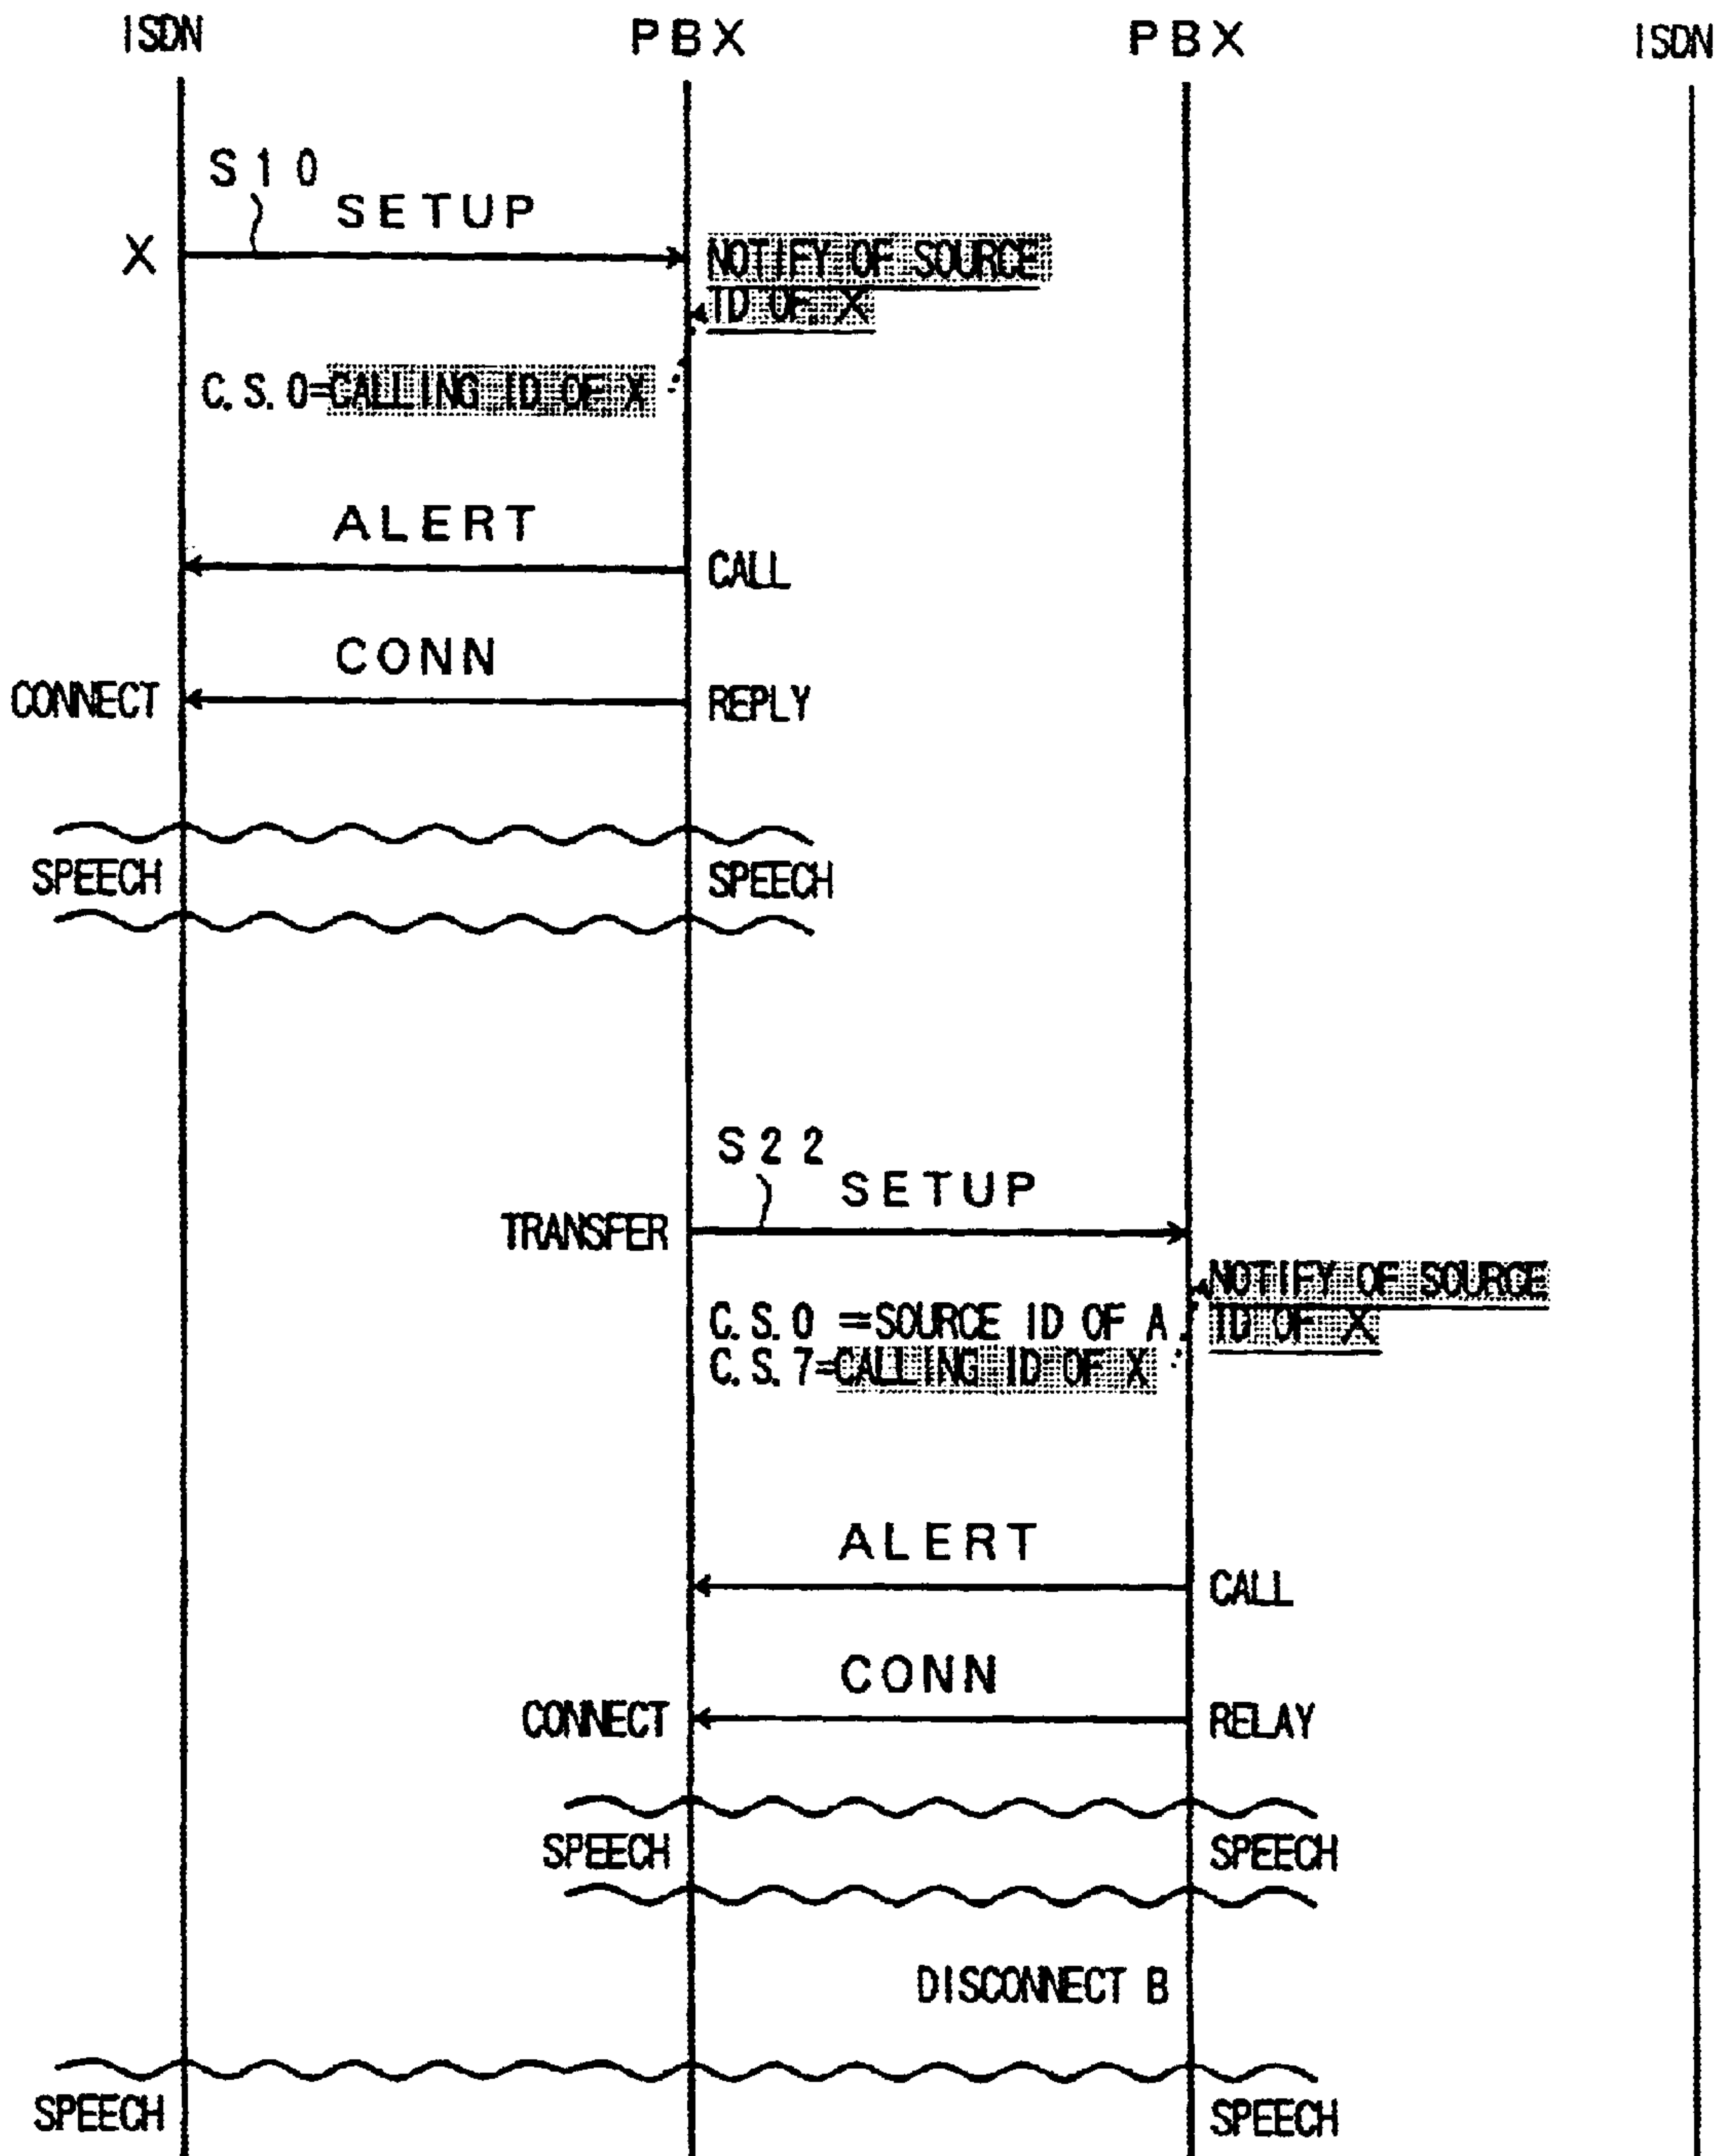 ISDN PBX PBX ISDN
S10
SETUP
X
NOTIFY OF SOURCE
ID OF X
C.S.0=CALLING ID OF X
ALERT
CALL
CONN
CONNECT
REPLY
SPEECH
SPEECH
S22
SETUP
TRANSFER
NOTIFY OF SOURCE
ID OF X
C.S.0 =SOURCE ID OF A
C.S.7=CALLING ID OF X
ALERT
CALL
CONN
CONNECT
RELAY
SPEECH
SPEECH
DISCONNECT B
SPEECH
SPEECH